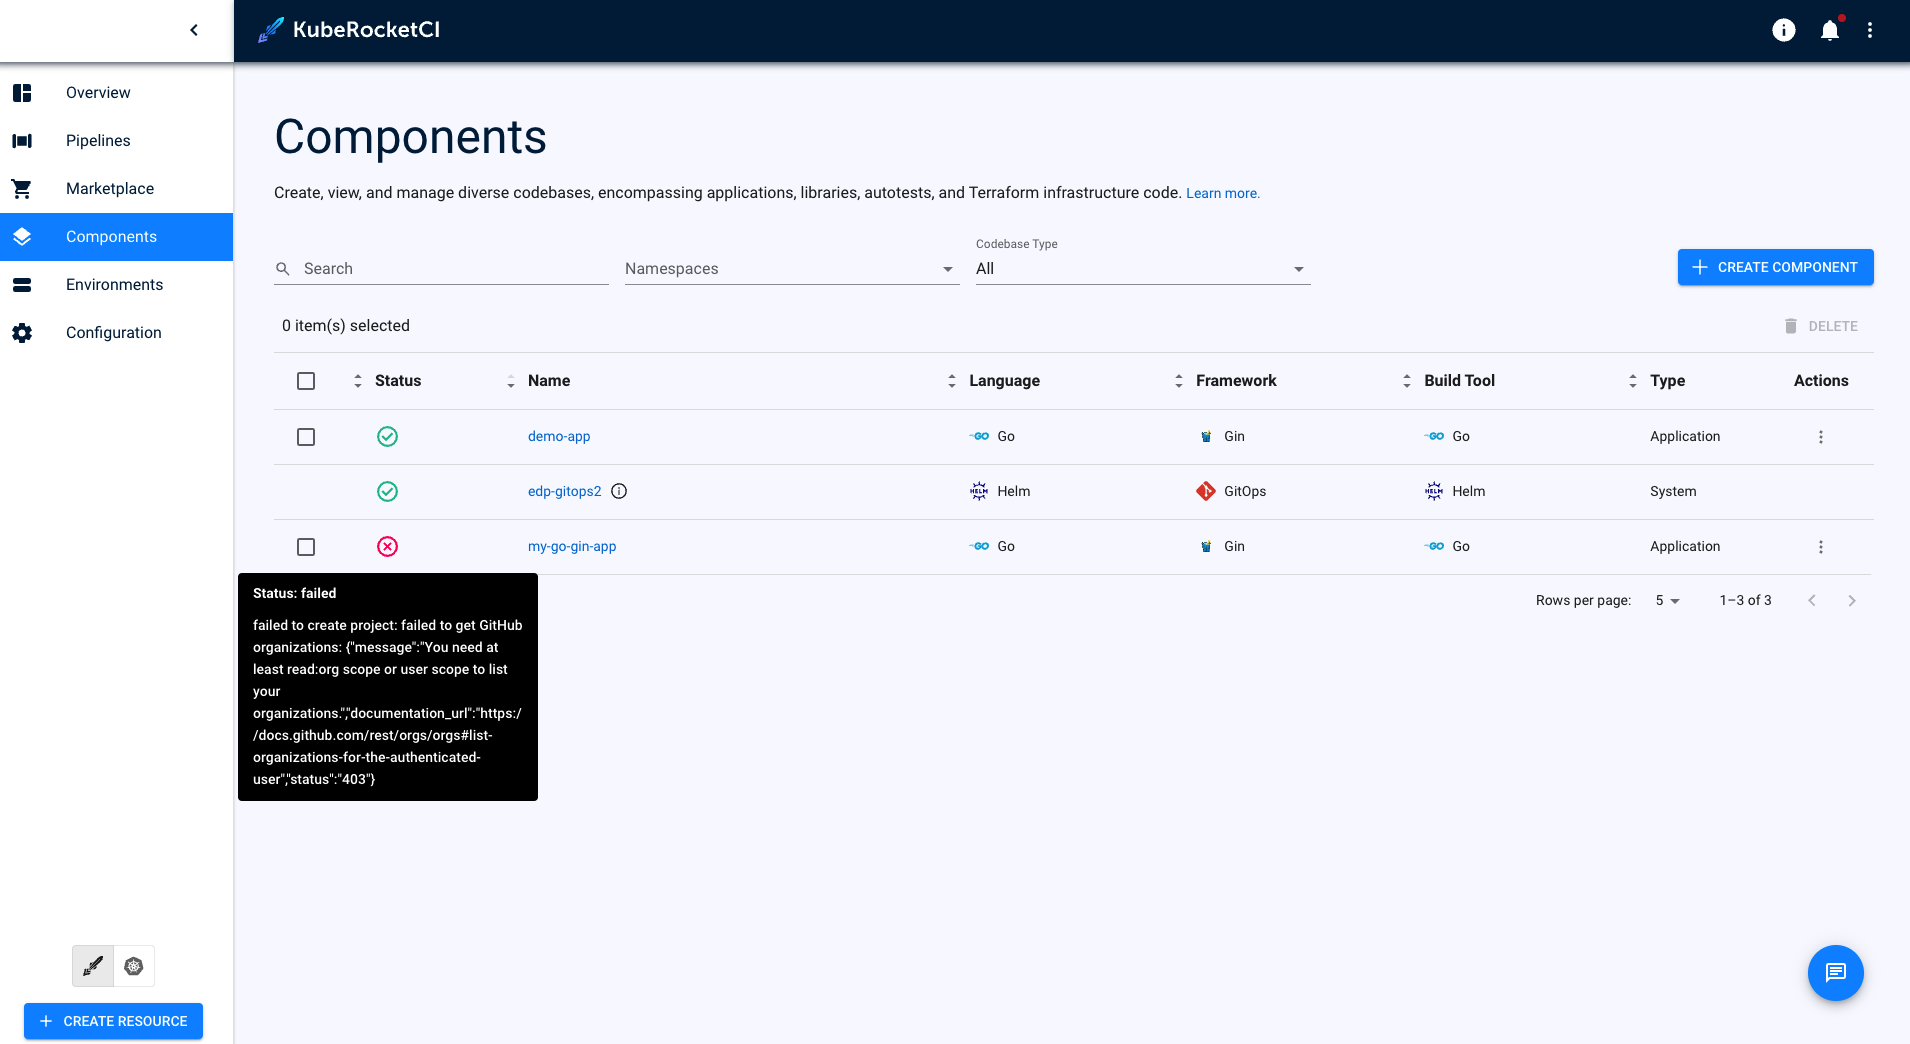 KubeRocketCI
Overview
Pipelines
Marketplace
Components
Environments
Configuration
Components
Create, view, and manage diverse codebases, encompassing applications, libraries, autotests, and Terraform infrastructure code. Learn more.
Search
Namespaces
Codebase Type
All
CREATE COMPONENT
0 item(s) selected
DELETE
Status Name Language Framework Build Tool Type Actions
demo-app GO Go Gin GO Go Application
edp-gitops2 HELM Helm GitOps HELM Helm System
my-go-gin-app GO Go Gin GO Go Application
Status: failed
failed to create project: failed to get GitHub
organizations: {"message":"You need at
least read:org scope or user scope to list
your
organizations.","documentation_url":"https:/
/docs.github.com/rest/orgs/orgs#list-
organizations-for-the-authenticated-
user","status":"403"}
Rows per page: 5 1–3 of 3
CREATE RESOURCE